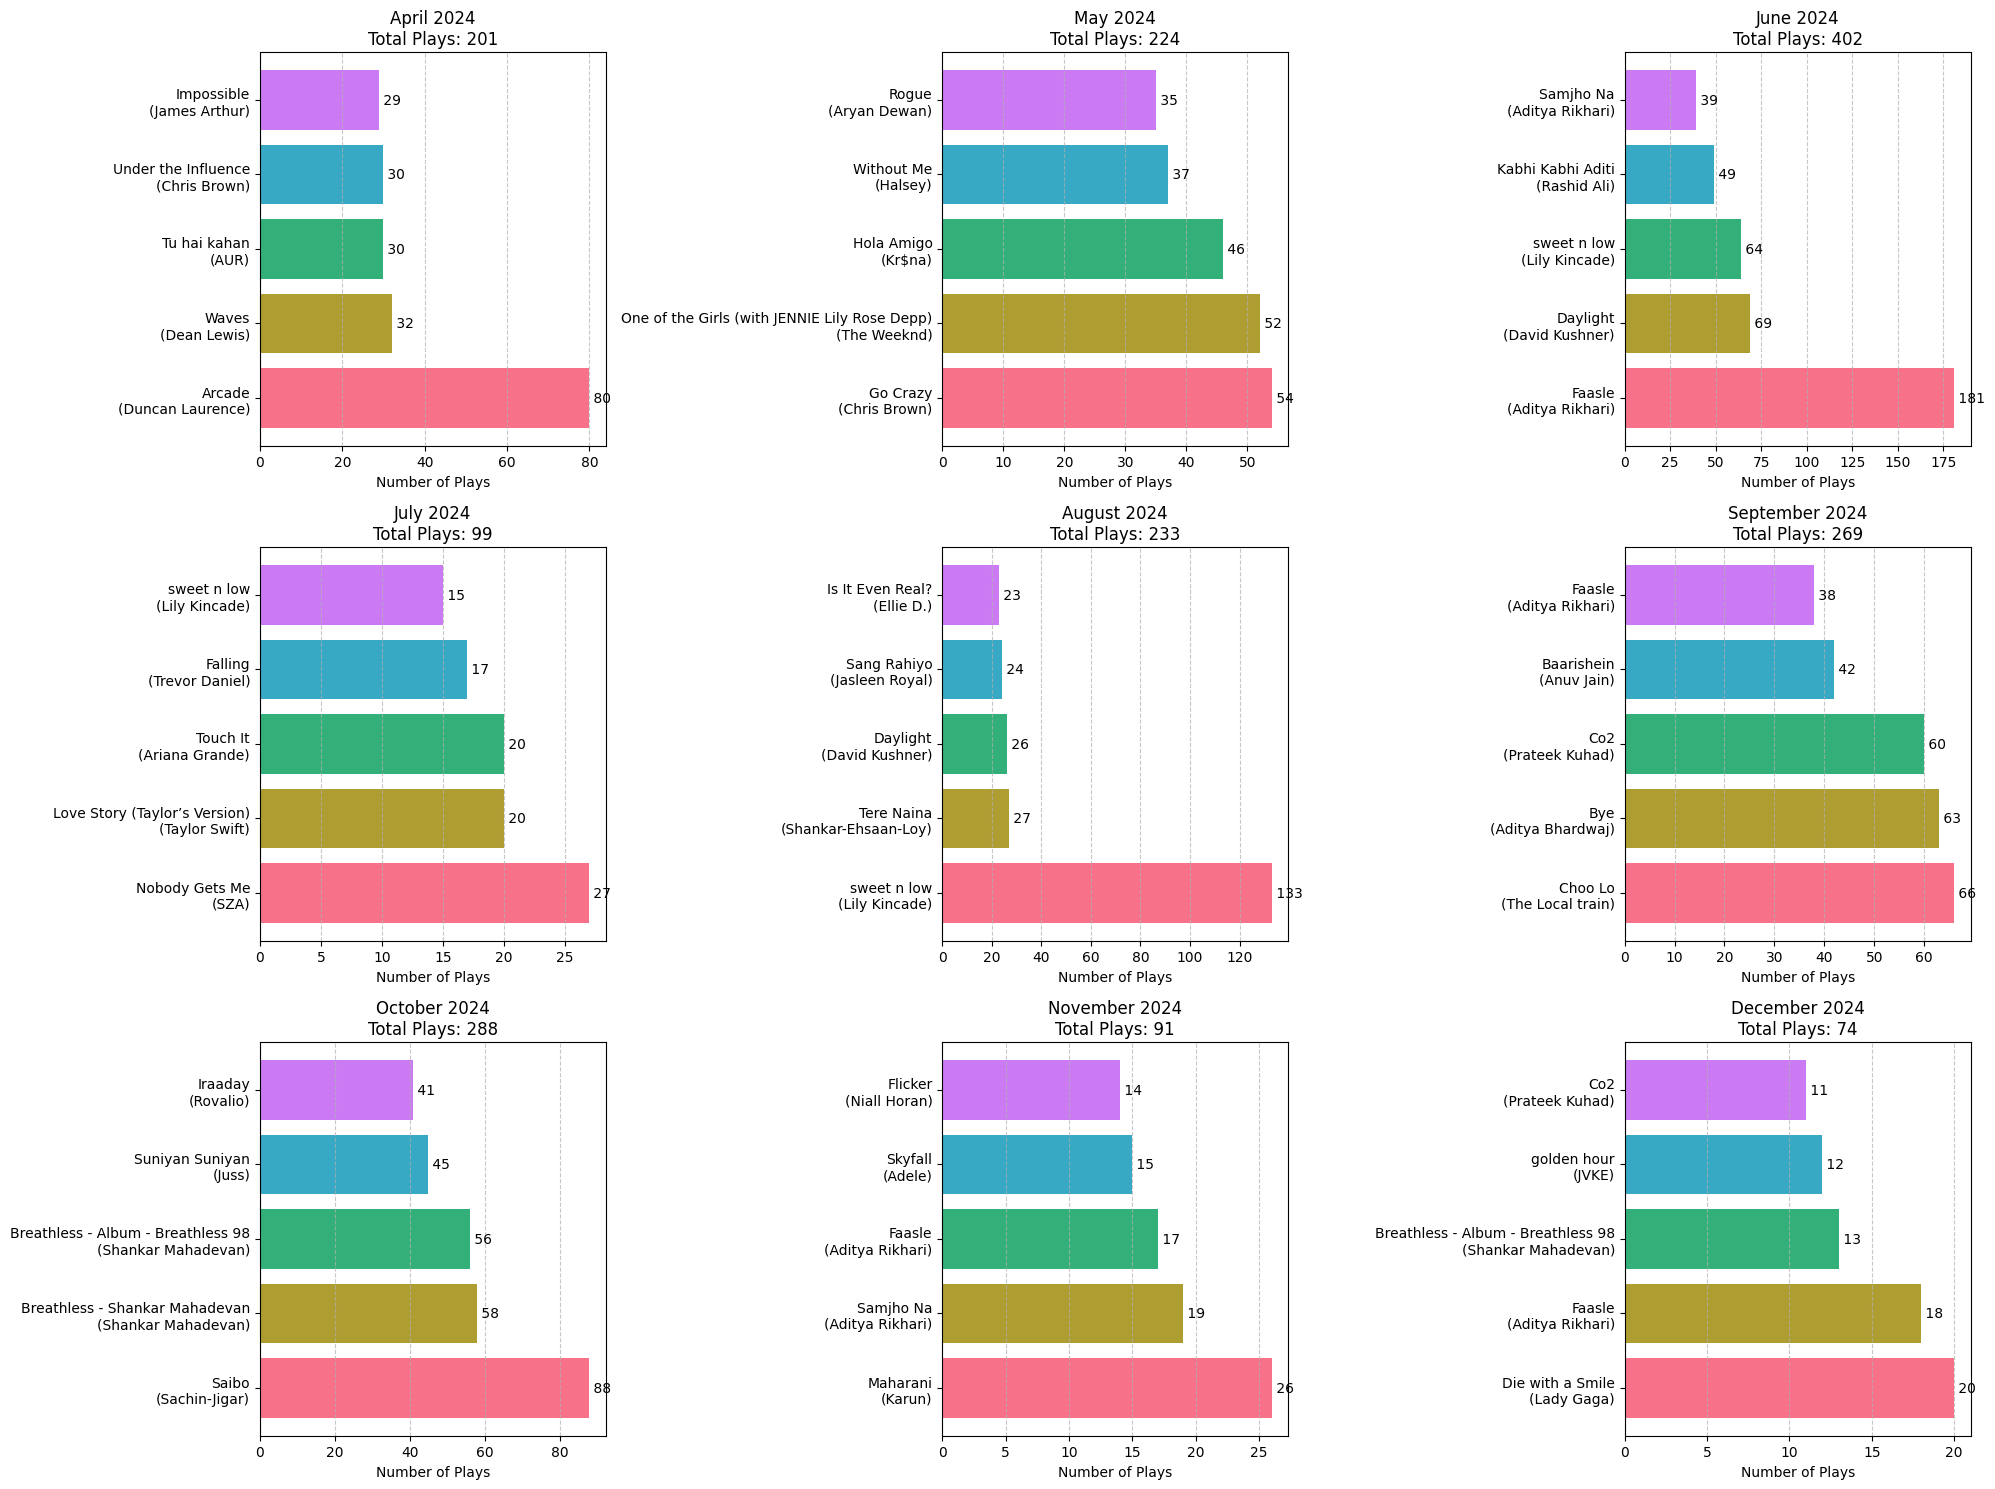 April 2024
Total Plays: 201
Impossible
(James Arthur)
29
Under the Influence
(Chris Brown)
30
Tu hai kahan
(AUR)
30
Waves
(Dean Lewis)
32
Arcade
(Duncan Laurence)
80
0 20 40 60 80
Number of Plays
May 2024
Total Plays: 224
Rogue
(Aryan Dewan)
35
Without Me
(Halsey)
37
Hola Amigo
(Kr$na)
46
One of the Girls (with JENNIE Lily Rose Depp)
(The Weeknd)
52
Go Crazy
(Chris Brown)
54
0 10 20 30 40 50
Number of Plays
June 2024
Total Plays: 402
Samjho Na
(Aditya Rikhari)
39
Kabhi Kabhi Aditi
(Rashid Ali)
49
sweet n low
(Lily Kincade)
64
Daylight
(David Kushner)
69
Faasle
(Aditya Rikhari)
181
0 25 50 75 100 125 150 175
Number of Plays
July 2024
Total Plays: 99
sweet n low
(Lily Kincade)
15
Falling
(Trevor Daniel)
17
Touch It
(Ariana Grande)
20
Love Story (Taylor’s Version)
(Taylor Swift)
20
Nobody Gets Me
(SZA)
27
0 5 10 15 20 25
Number of Plays
August 2024
Total Plays: 233
Is It Even Real?
(Ellie D.)
23
Sang Rahiyo
(Jasleen Royal)
24
Daylight
(David Kushner)
26
Tere Naina
(Shankar-Ehsaan-Loy)
27
sweet n low
(Lily Kincade)
133
0 20 40 60 80 100 120
Number of Plays
September 2024
Total Plays: 269
Faasle
(Aditya Rikhari)
38
Baarishein
(Anuv Jain)
42
Co2
(Prateek Kuhad)
60
Bye
(Aditya Bhardwaj)
63
Choo Lo
(The Local train)
66
0 10 20 30 40 50 60
Number of Plays
October 2024
Total Plays: 288
Iraaday
(Rovalio)
41
Suniyan Suniyan
(Juss)
45
Breathless - Album - Breathless 98
(Shankar Mahadevan)
56
Breathless - Shankar Mahadevan
(Shankar Mahadevan)
58
Saibo
(Sachin-Jigar)
88
0 20 40 60 80
Number of Plays
November 2024
Total Plays: 91
Flicker
(Niall Horan)
14
Skyfall
(Adele)
15
Faasle
(Aditya Rikhari)
17
Samjho Na
(Aditya Rikhari)
19
Maharani
(Karun)
26
0 5 10 15 20 25
Number of Plays
December 2024
Total Plays: 74
Co2
(Prateek Kuhad)
11
golden hour
(JVKE)
12
Breathless - Album - Breathless 98
(Shankar Mahadevan)
13
Faasle
(Aditya Rikhari)
18
Die with a Smile
(Lady Gaga)
20
0 5 10 15 20
Number of Plays